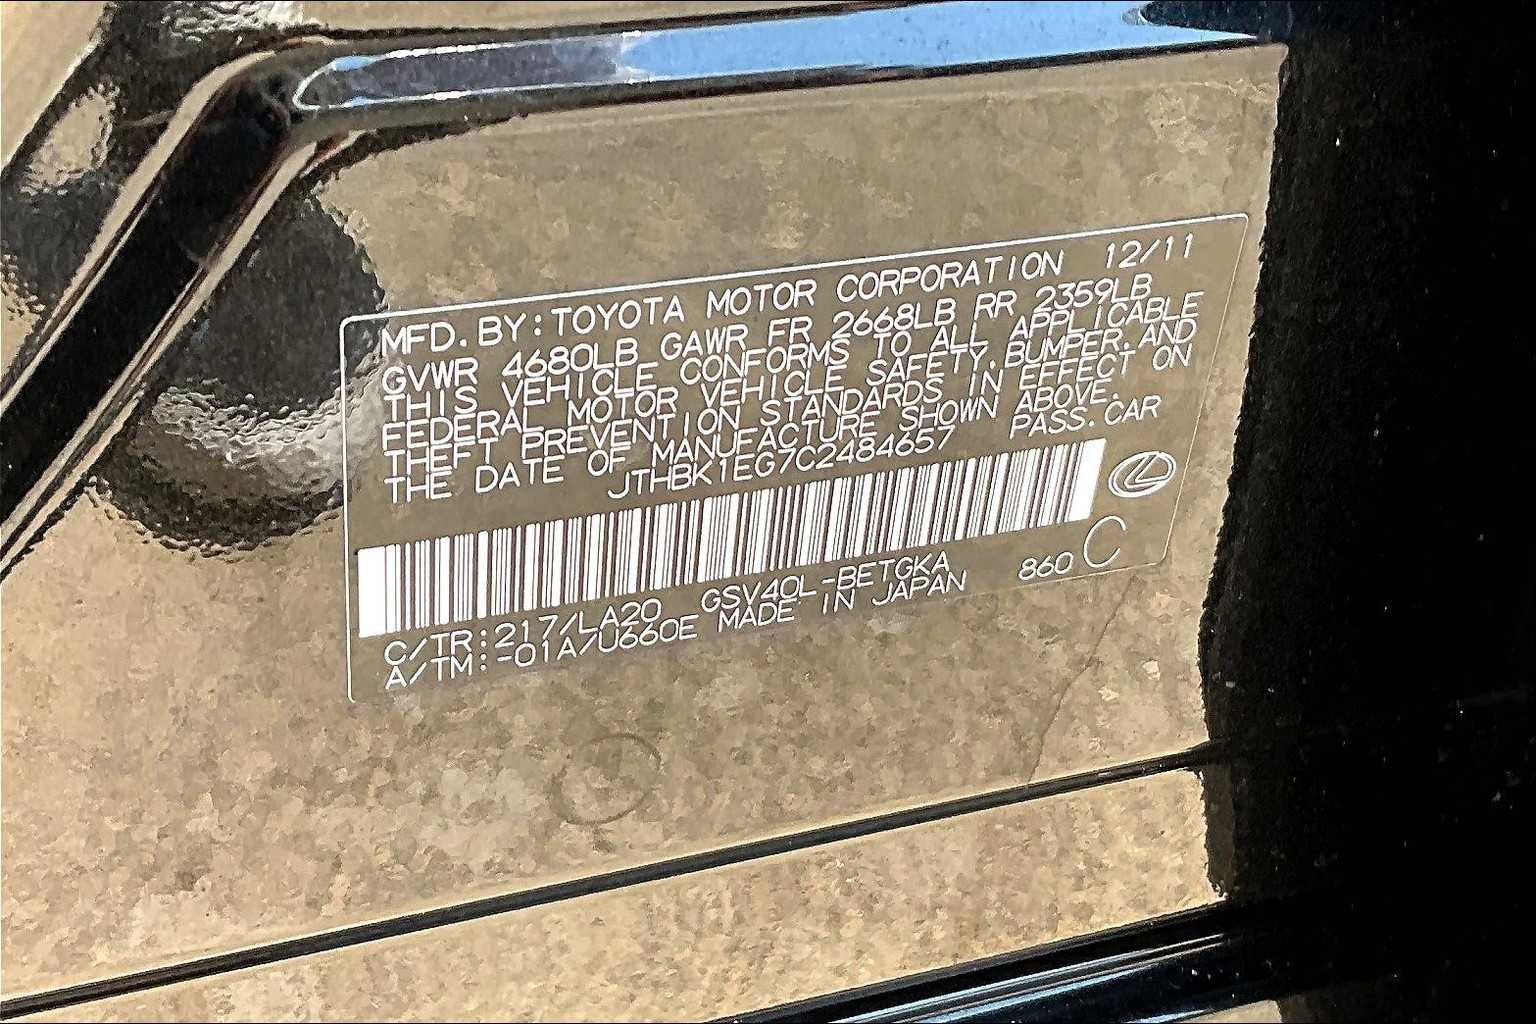 MFD. BY: TOYOTA MOTOR CORPORATION 12/11
GVWR 4680LB GAWR FR 2668LB RR 2359LB
THIS VEHICLE CONFORMS TO ALL APPLICABLE
FEDERAL MOTOR VEHICLE SAFETY, BUMPER, AND
THEFT PREVENTION STANDARDS IN EFFECT ON
THE DATE OF MANUFACTURE SHOWN ABOVE.
JTHBK1EG7C2484657 PASS. CAR
C/TR: 217/LA20 GSV40L-BETGKA 860 C
A/TM: -01A/U660E MADE IN JAPAN